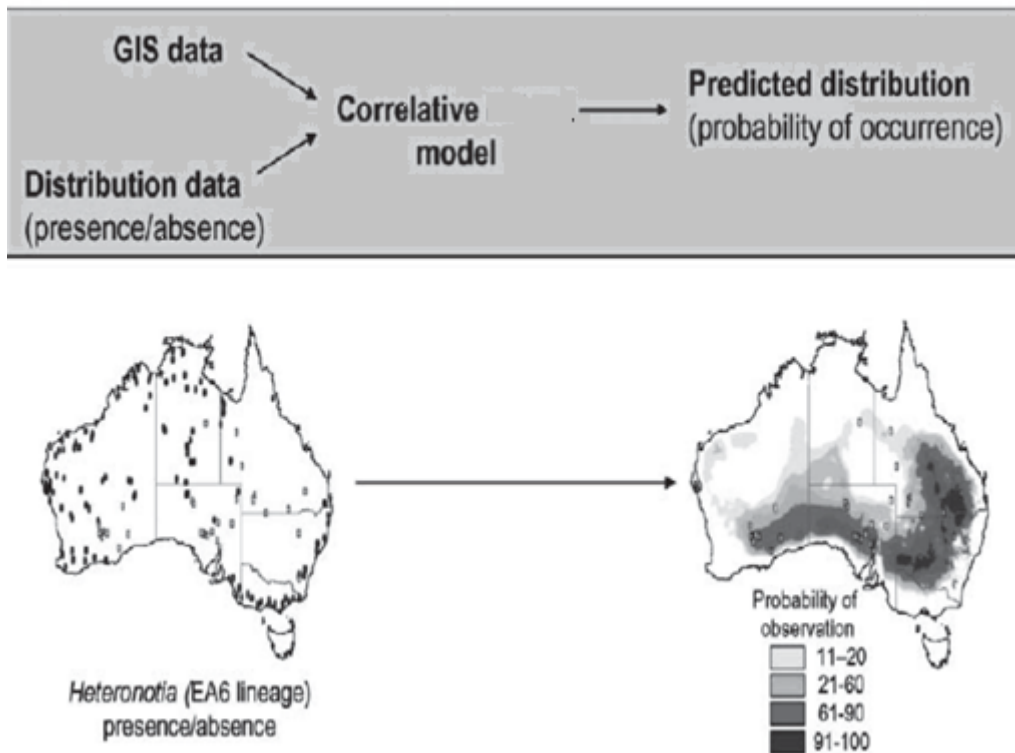 GIS data
Correlative
model
Predicted distribution
(probability of occurrence)
Distribution data
(presence/absence)
Heteronotia (EA6 lineage)
presence/absence
Probability of
observation
11–20
21-60
61-90
91-100